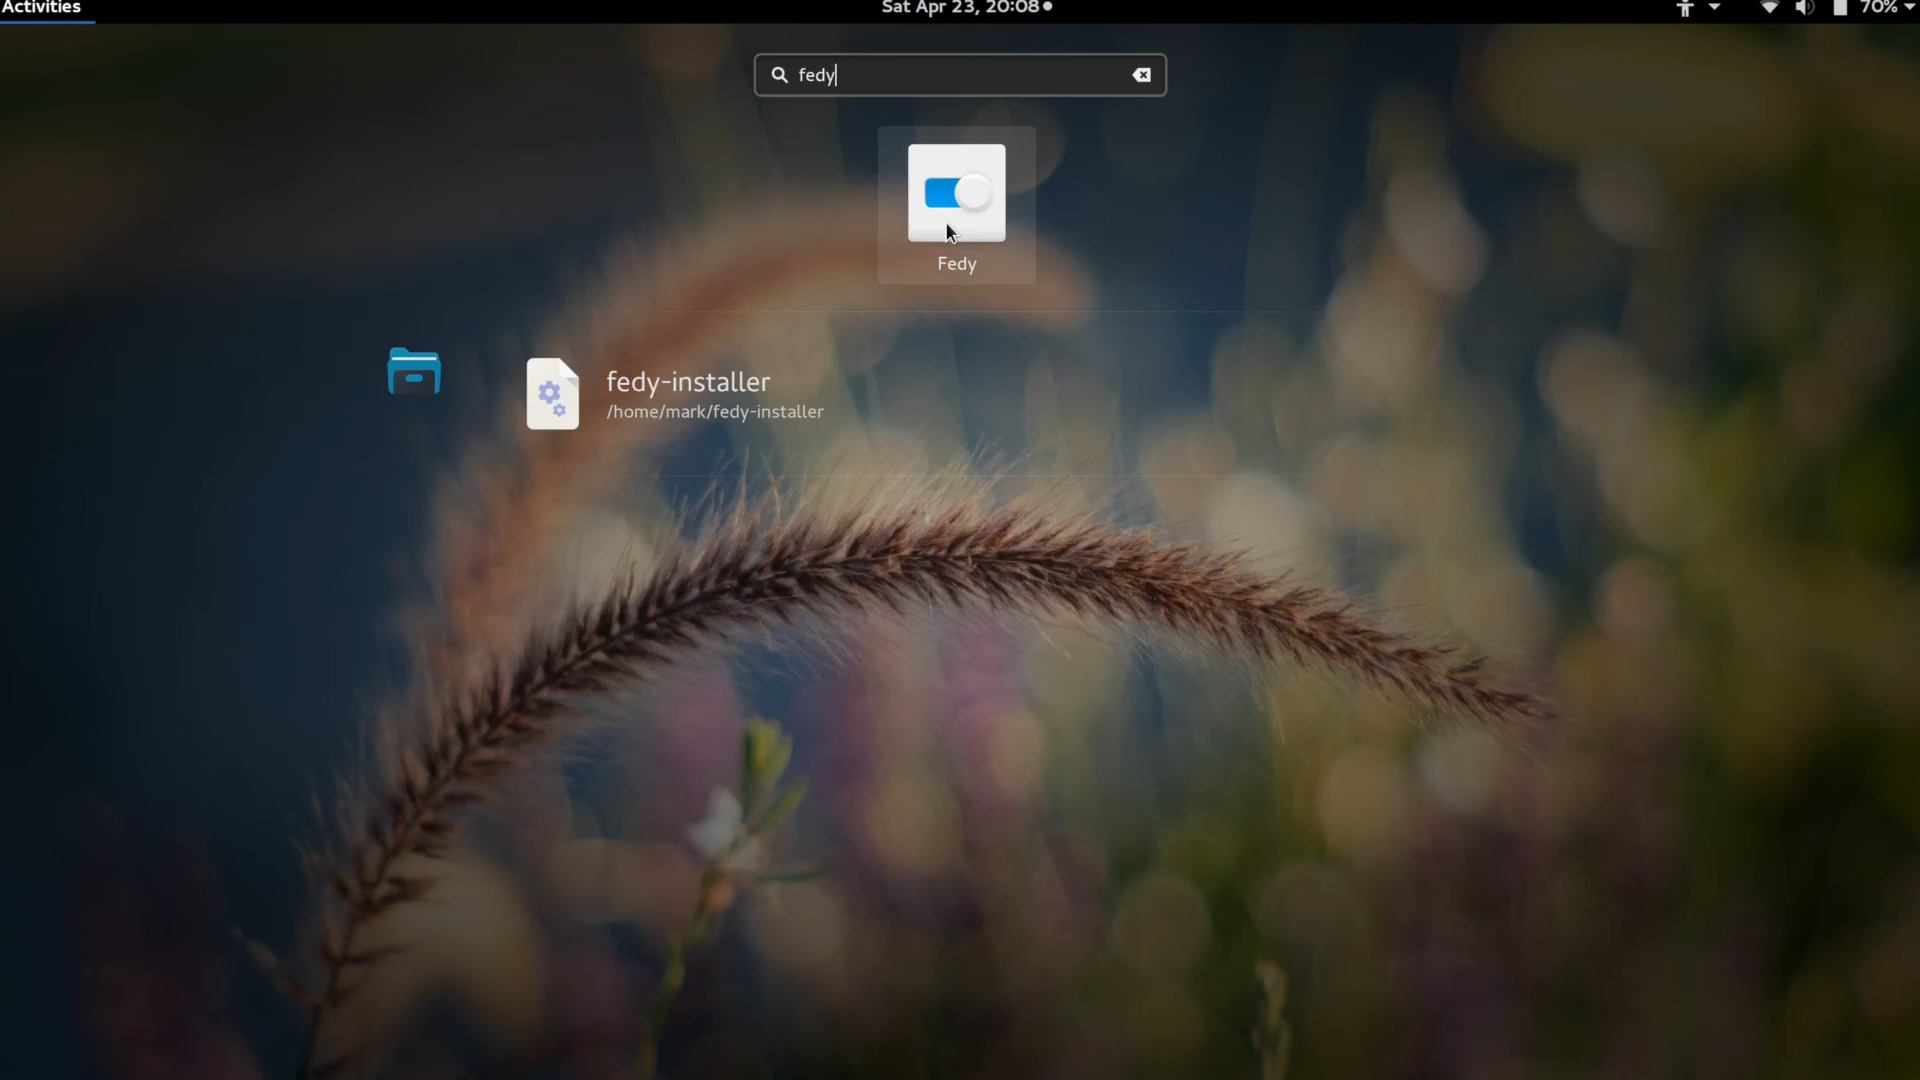 Activities
Sat Apr 23, 20:08
70%
fedy
Fedy
fedy-installer
/home/mark/fedy-installer